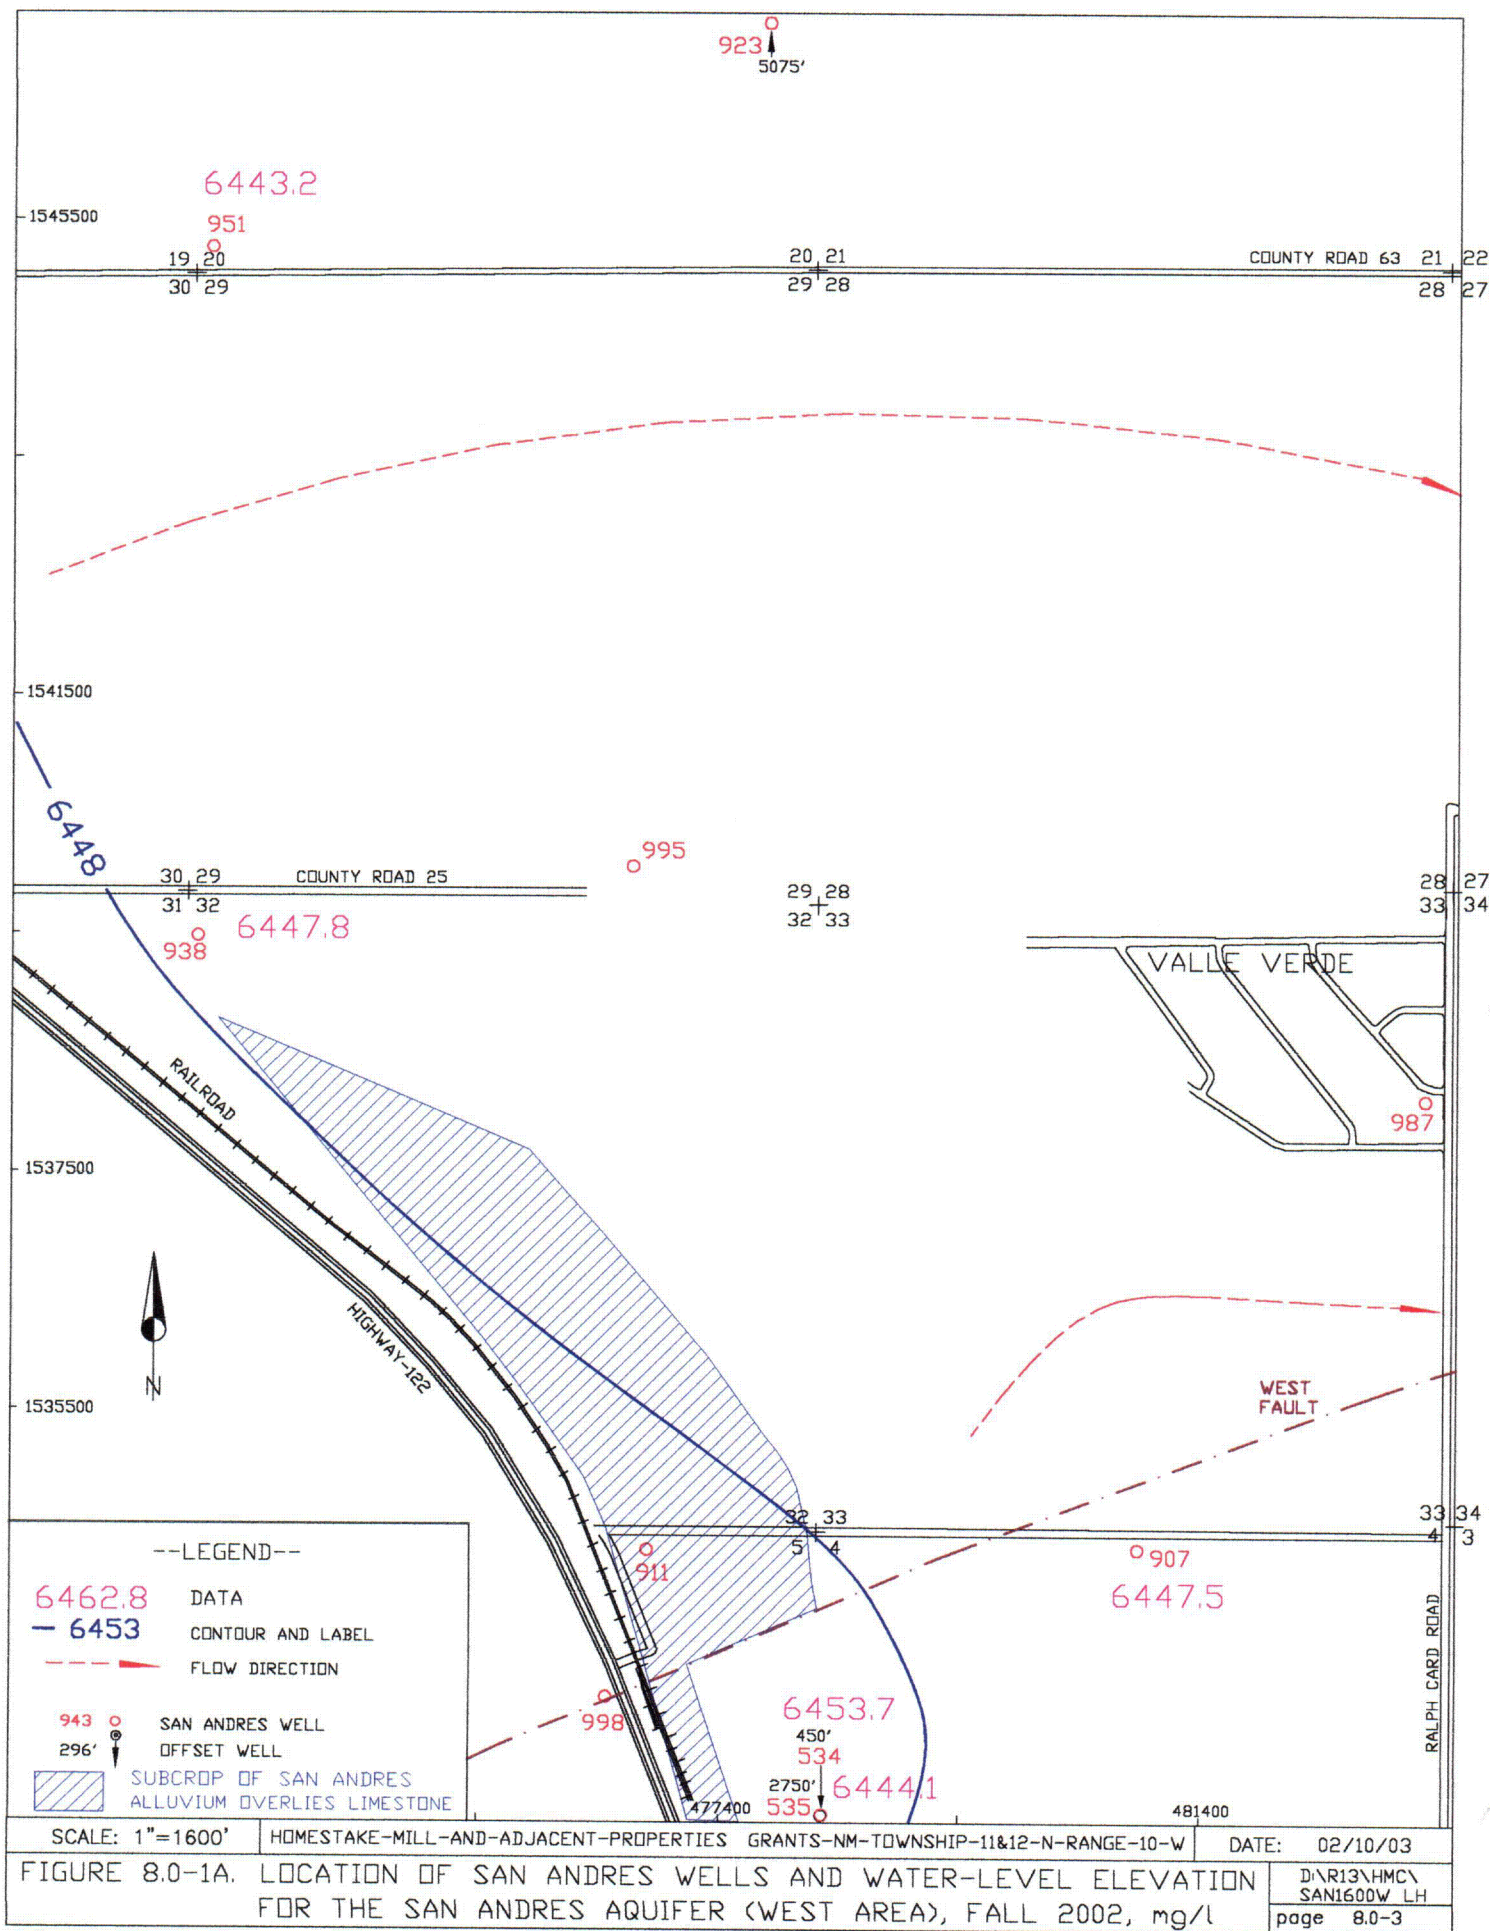 923
5075'
6443.2
951
1545500
19 20
30 29
20 21
29 28
COUNTY ROAD 63
21 22
28 27
1541500
6448
30 29
31 32
COUNTY ROAD 25
995
29 28
32 33
28 27
33 34
6447.8
938
VALLE VERDE
RAILROAD
987
1537500
HIGHWAY-122
N
WEST
FAULT
1535500
32 33
5 4
33 34
4 3
911
907
6447.5
RALPH CARD ROAD
998
6453.7
450'
534
2750'
6444.1
535
477400
481400
--LEGEND--
6462.8 DATA
- 6453 CONTOUR AND LABEL
FLOW DIRECTION
943 SAN ANDRES WELL
296' OFFSET WELL
SUBCROP OF SAN ANDRES
ALLUVIUM OVERLIES LIMESTONE
SCALE: 1"=1600'
HOMESTAKE-MILL-AND-ADJACENT-PROPERTIES GRANTS-NM-TOWNSHIP-11&12-N-RANGE-10-W
DATE: 02/10/03
FIGURE 8.0-1A. LOCATION OF SAN ANDRES WELLS AND WATER-LEVEL ELEVATION
FOR THE SAN ANDRES AQUIFER (WEST AREA), FALL 2002, mg/l
D:\R13\HMC\
SAN1600W_LH
page 8.0-3